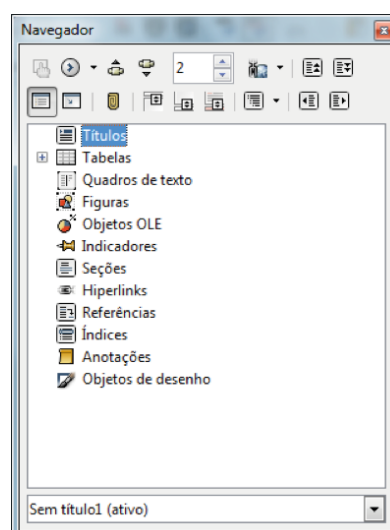 Navegador
2
Títulos
Tabelas
Quadros de texto
Figuras
Objetos OLE
Indicadores
Seções
Hiperlinks
Referências
Índices
Anotações
Objetos de desenho
Sem título1 (ativo)